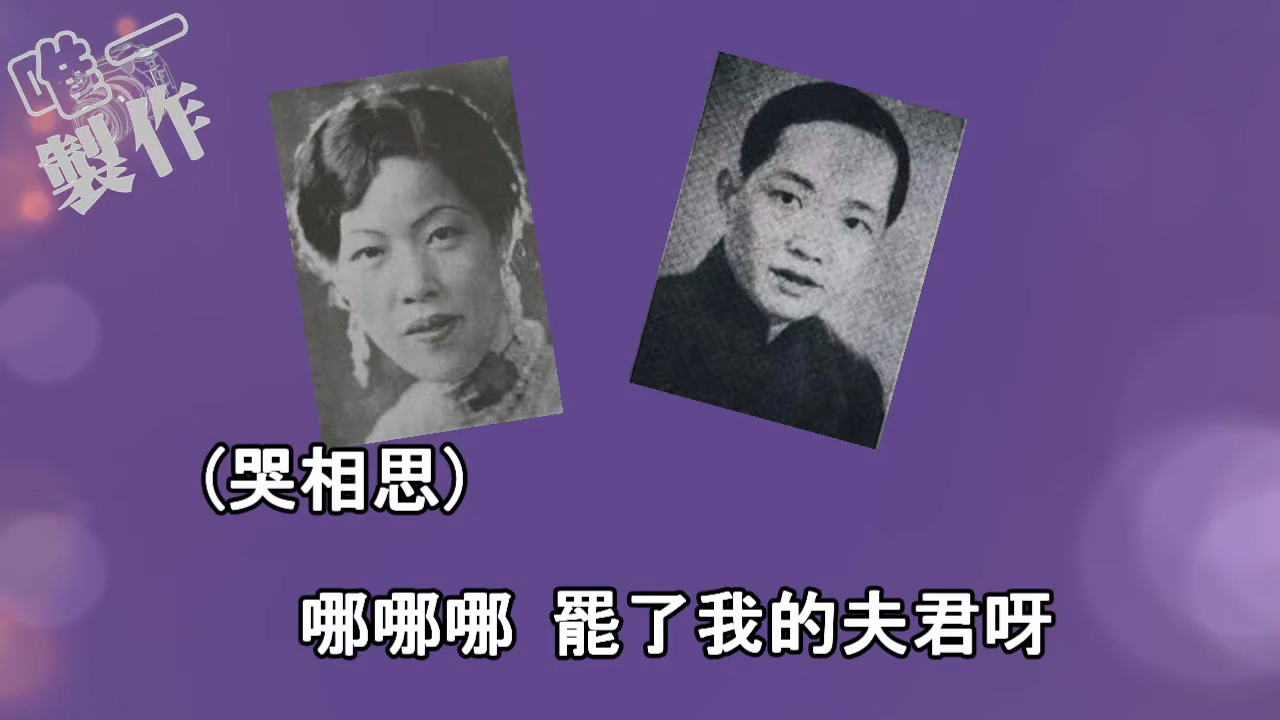 唯一
製作
(哭相思)
哪哪哪 罷了我的夫君呀